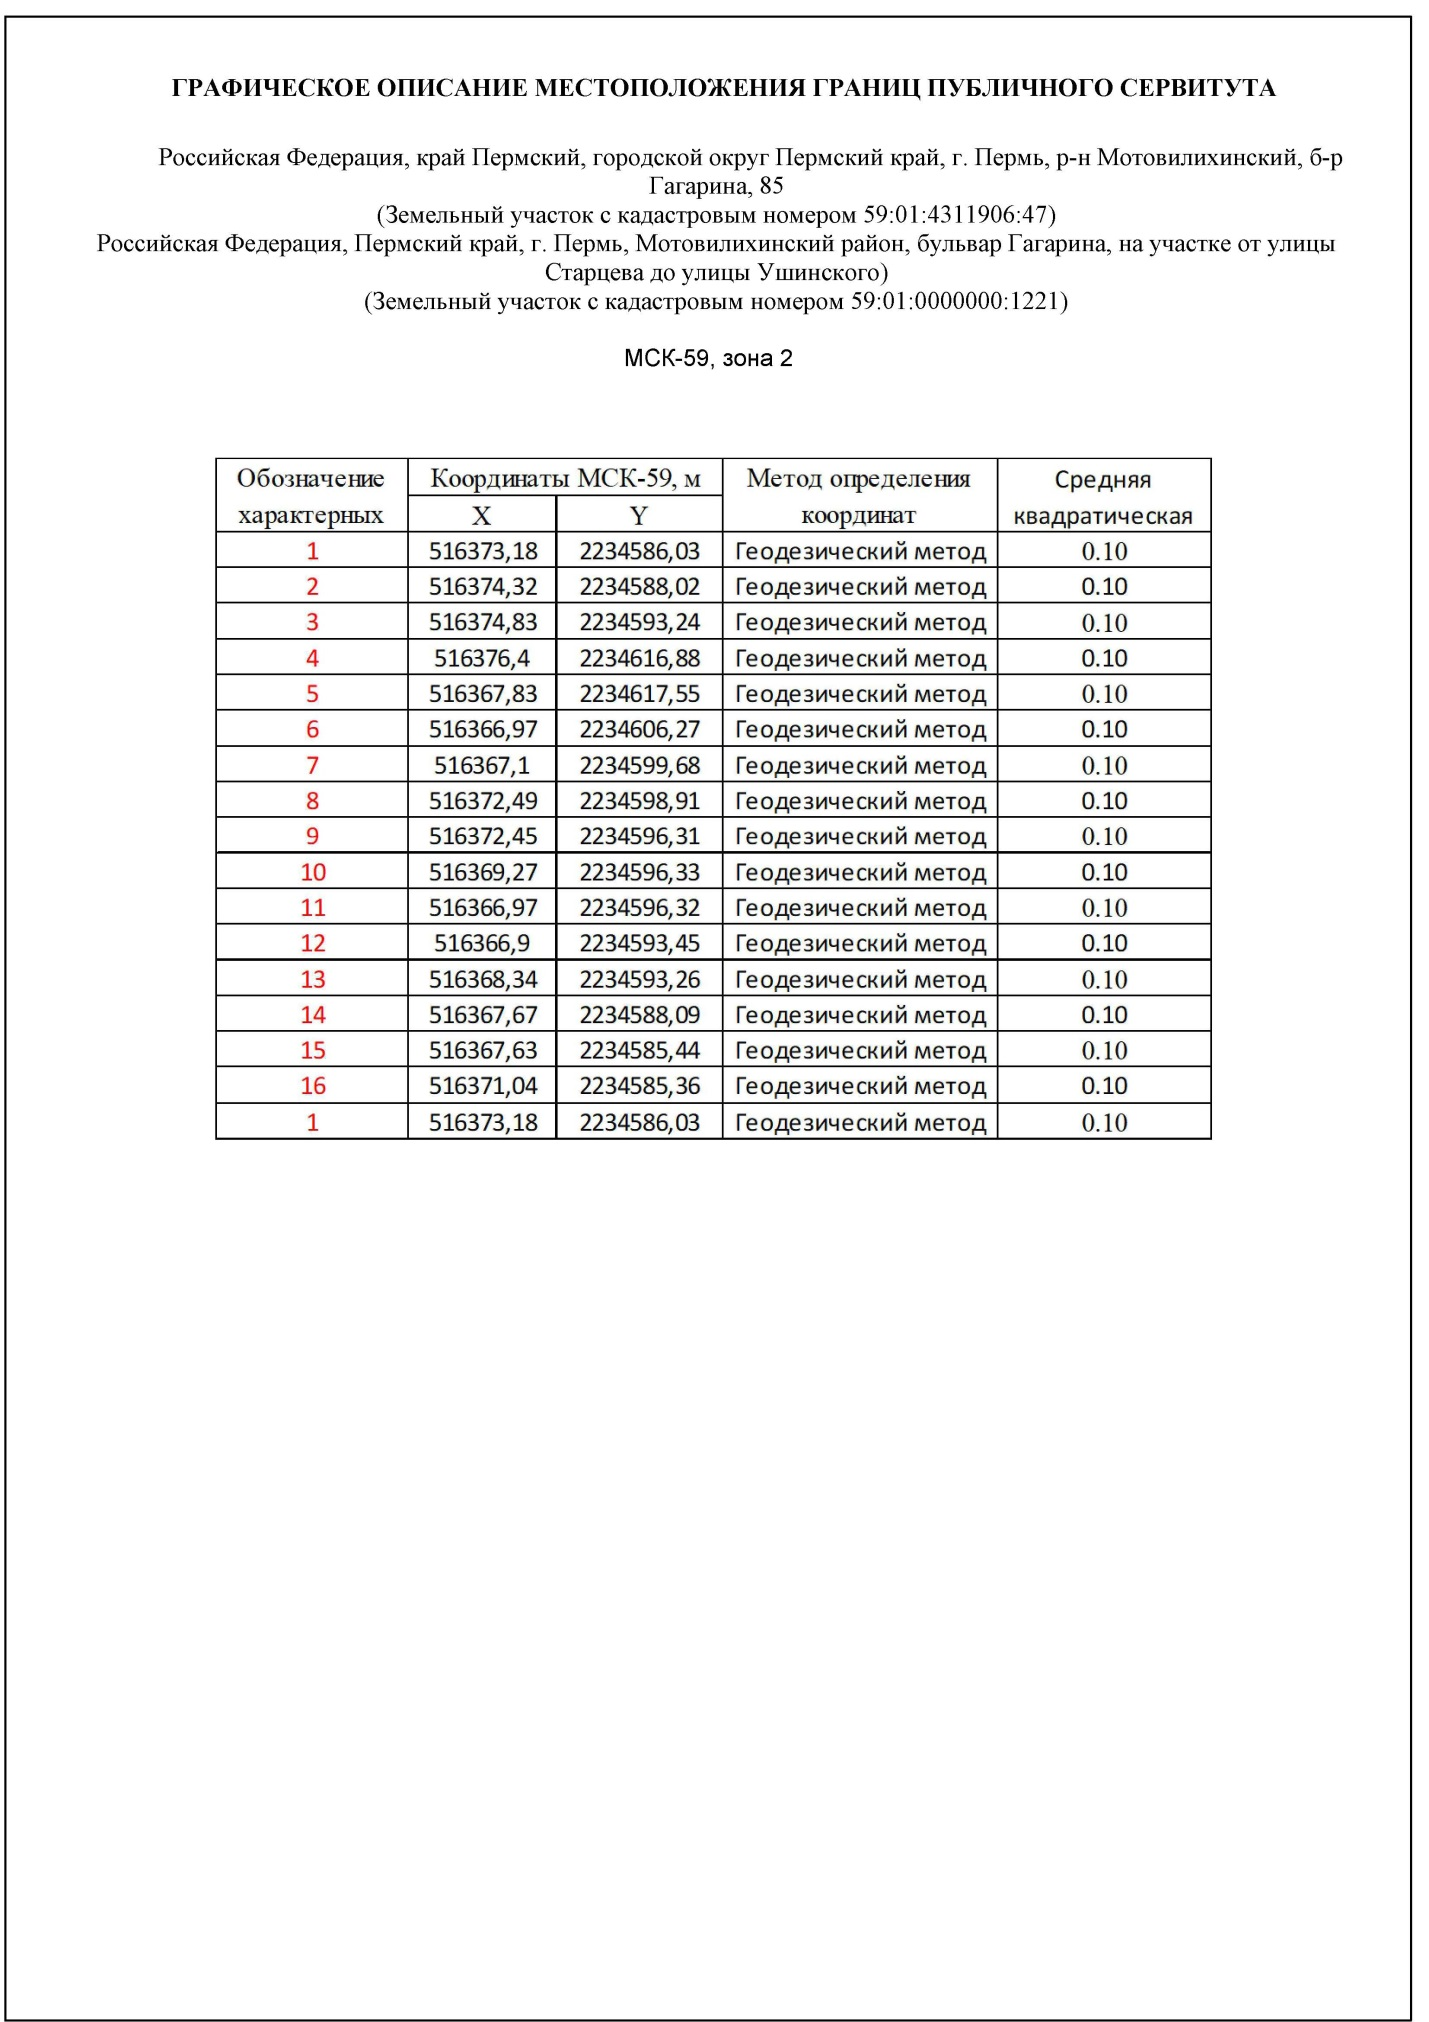 ГРАФИЧЕСКОЕ ОПИСАНИЕ МЕСТОПОЛОЖЕНИЯ ГРАНИЦ ПУБЛИЧНОГО СЕРВИТУТА
Российская Федерация, край Пермский, городской округ Пермский край, г. Пермь, р-н Мотовилихинский, б-р
Гагарина, 85
(Земельный участок с кадастровым номером 59:01:4311906:47)
Российская Федерация, Пермский край, г. Пермь, Мотовилихинский район, бульвар Гагарина, на участке от улицы
Старцева до улицы Ушинского)
(Земельный участок с кадастровым номером 59:01:0000000:1221)
МСК-59, зона 2
Обозначение Координаты МСК-59, м Метод определения Средняя
характерных X Y координат квадратическая
1 516373,18 2234586,03 Геодезический метод 0.10
2 516374,32 2234588,02 Геодезический метод 0.10
3 516374,83 2234593,24 Геодезический метод 0.10
4 516376,4 2234616,88 Геодезический метод 0.10
5 516367,83 2234617,55 Геодезический метод 0.10
6 516366,97 2234606,27 Геодезический метод 0.10
7 516367,1 2234599,68 Геодезический метод 0.10
8 516372,49 2234598,91 Геодезический метод 0.10
9 516372,45 2234596,31 Геодезический метод 0.10
10 516369,27 2234596,33 Геодезический метод 0.10
11 516366,97 2234596,32 Геодезический метод 0.10
12 516366,9 2234593,45 Геодезический метод 0.10
13 516368,34 2234593,26 Геодезический метод 0.10
14 516367,67 2234588,09 Геодезический метод 0.10
15 516367,63 2234585,44 Геодезический метод 0.10
16 516371,04 2234585,36 Геодезический метод 0.10
1 516373,18 2234586,03 Геодезический метод 0.10